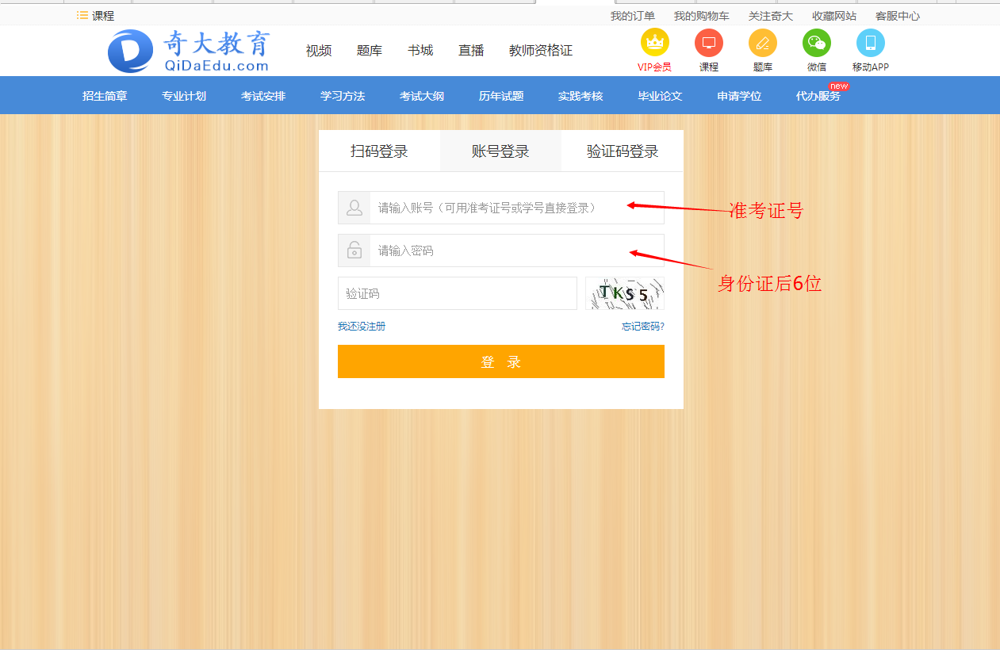 课程
我的订单 我的购物车 关注奇大 收藏网站 客服中心
奇大教育
QiDaEdu.com
视频 题库 书城 直播 教师资格证
VIP会员 课程 题库 微信 移动APP
new
招生简章 专业计划 考试安排 学习方法 考试大纲 历年试题 实践考核 毕业论文 申请学位 代办服务
扫码登录 账号登录 验证码登录
请输入账号（可用准考证号或学号直接登录）
准考证号
请输入密码
身份证后6位
验证码 TKS5
我还没注册 忘记密码?
登 录